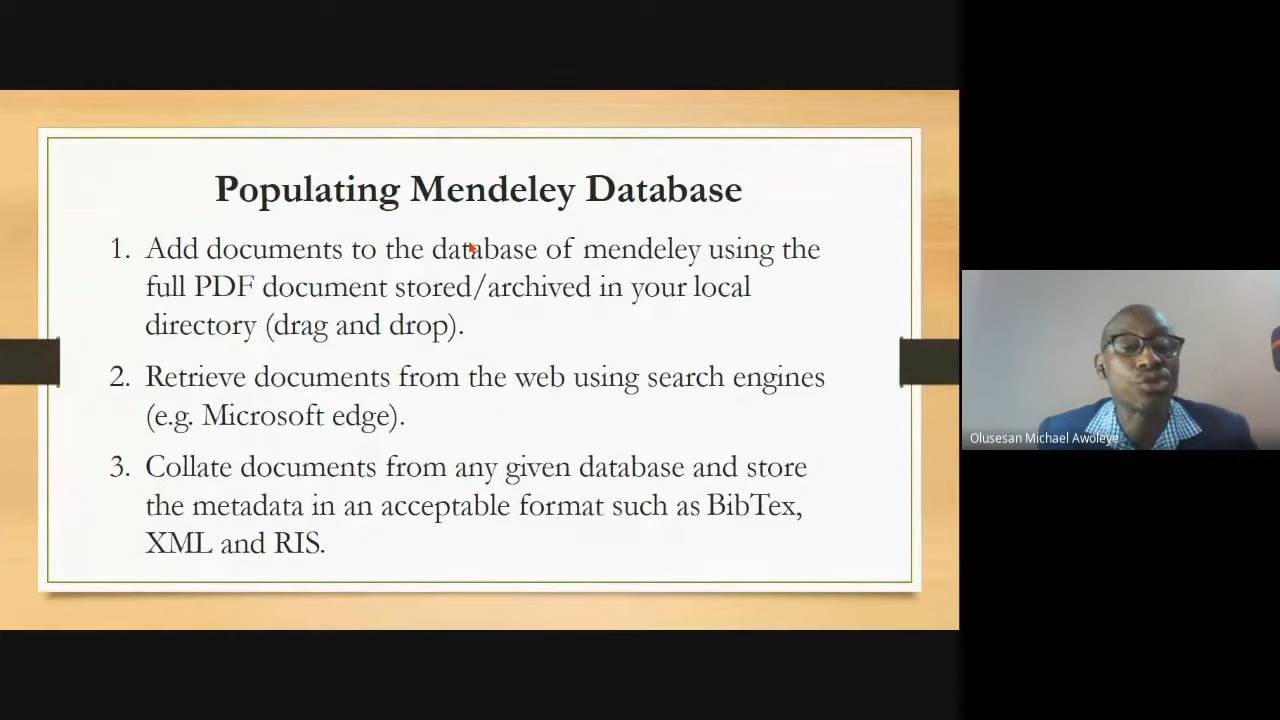 Populating Mendeley Database
1. Add documents to the database of mendeley using the
full PDF document stored/archived in your local
directory (drag and drop).
2. Retrieve documents from the web using search engines
(e.g. Microsoft edge).
3. Collate documents from any given database and store
the metadata in an acceptable format such as BibTex,
XML and RIS.
Olusesan Michael Awoleye